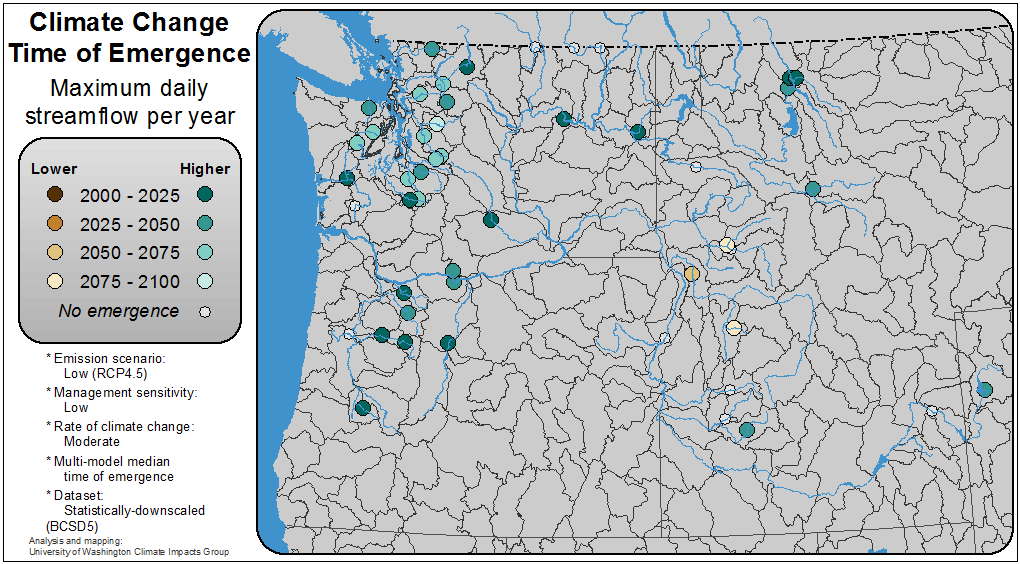 Climate Change
Time of Emergence
Maximum daily
streamflow per year
Lower Higher
2000 - 2025
2025 - 2050
2050 - 2075
2075 - 2100
No emergence
* Emission scenario:
Low (RCP4.5)
* Management sensitivity:
Low
* Rate of climate change:
Moderate
* Multi-model median
time of emergence
* Dataset:
Statistically-downscaled
(BCSD5)
Analysis and mapping:
University of Washington Climate Impacts Group